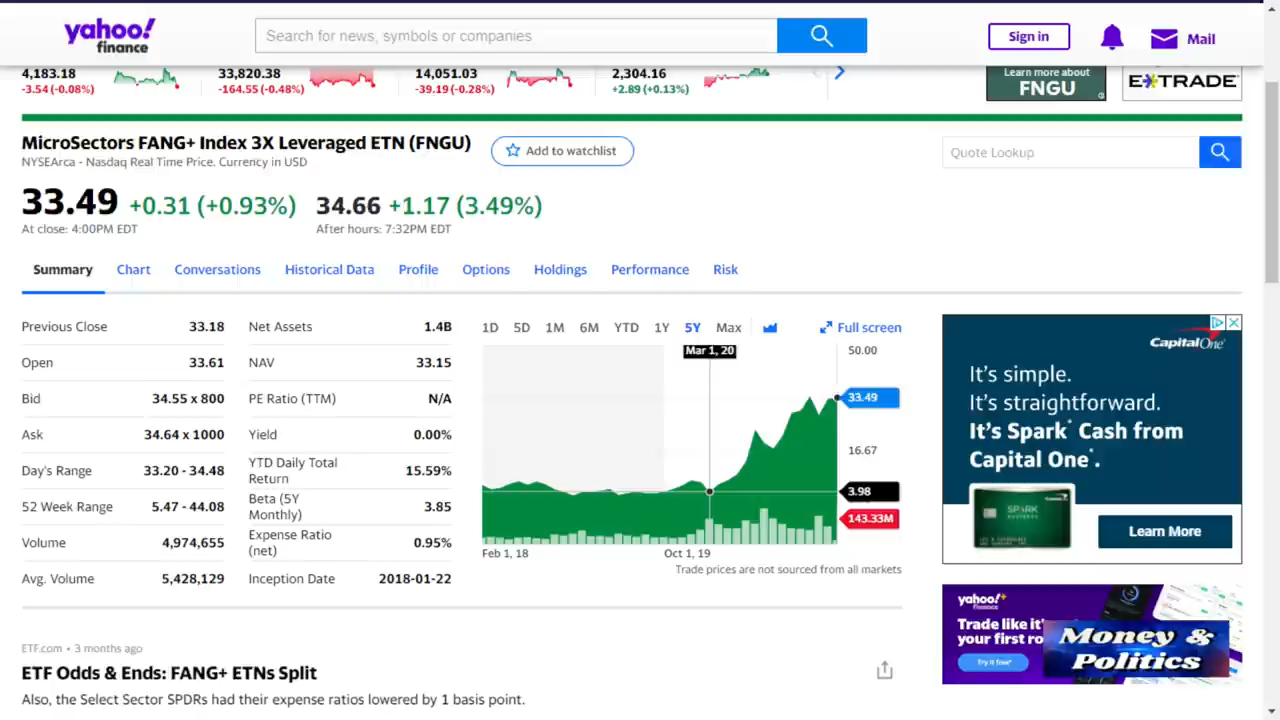 yahoo!
finance
Search for news, symbols or companies
Sign in
Mail
4,183.18
-3.54 (-0.08%)
33,820.38
-164.55 (-0.48%)
14,051.03
-39.19 (-0.28%)
2,304.16
+2.89 (+0.13%)
Learn more about
FNGU
E*TRADE
MicroSectors FANG+ Index 3X Leveraged ETN (FNGU)
NYSEArca - Nasdaq Real Time Price. Currency in USD
Add to watchlist
Quote Lookup
33.49 +0.31 (+0.93%)
At close: 4:00PM EDT
34.66 +1.17 (3.49%)
After hours: 7:32PM EDT
Summary Chart Conversations Historical Data Profile Options Holdings Performance Risk
Previous Close 33.18
Open 33.61
Bid 34.55 x 800
Ask 34.64 x 1000
Day's Range 33.20 - 34.48
52 Week Range 5.47 - 44.08
Volume 4,974,655
Avg. Volume 5,428,129
Net Assets 1.4B
NAV 33.15
PE Ratio (TTM) N/A
Yield 0.00%
YTD Daily Total
Return 15.59%
Beta (5Y
Monthly) 3.85
Expense Ratio
(net) 0.95%
Inception Date 2018-01-22
1D 5D 1M 6M YTD 1Y 5Y Max
Full screen
Mar 1, 20
50.00
33.49
16.67
3.98
143.33M
Feb 1, 18
Oct 1, 19
Trade prices are not sourced from all markets
Capital One
It's simple.
It's straightforward.
It's Spark* Cash from
Capital One*.
SPARK
Learn More
yahoo!+
finance
Trade like it'
your first ro
Try it free*
Money &
Politics
ETF.com • 3 months ago
ETF Odds & Ends: FANG+ ETNs Split
Also, the Select Sector SPDRs had their expense ratios lowered by 1 basis point.